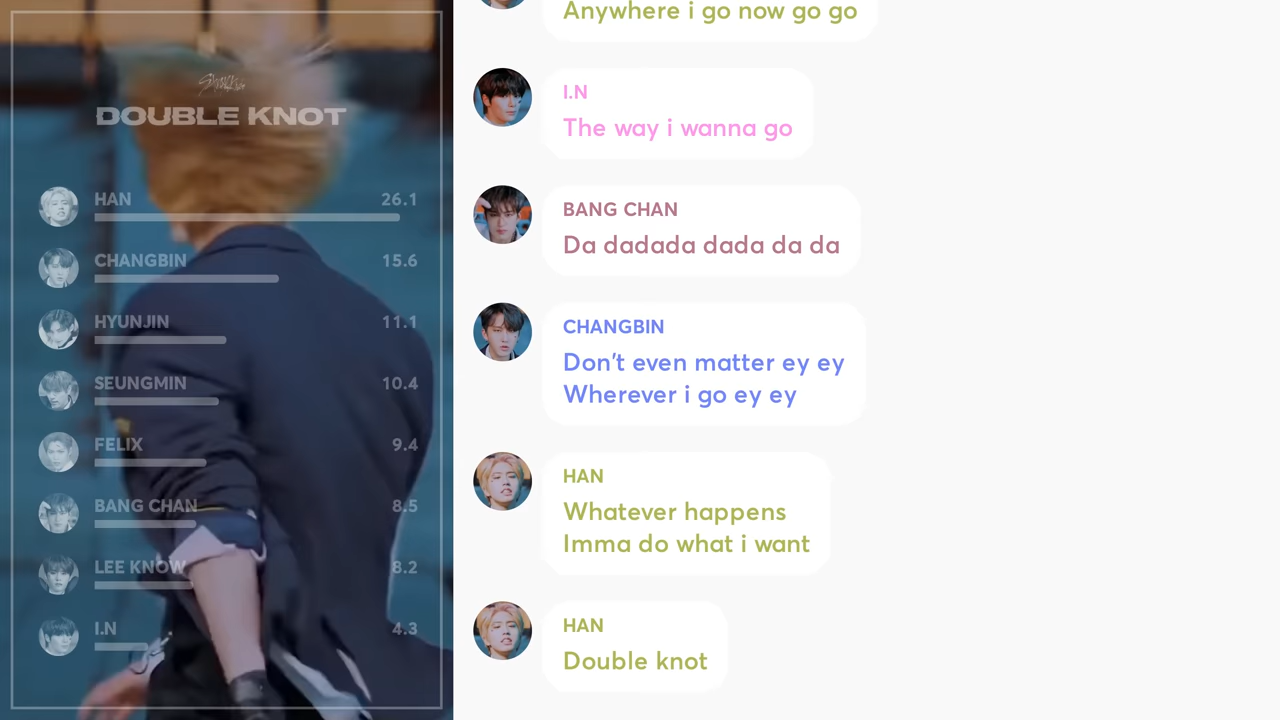 Stray Kids
DOUBLE KNOT
HAN 26.1
CHANGBIN 15.6
HYUNJIN 11.1
SEUNGMIN 10.4
FELIX 9.4
BANG CHAN 8.5
LEE KNOW 8.2
I.N 4.3
Anywhere i go now go go
I.N
The way i wanna go
BANG CHAN
Da dadada dada da da
CHANGBIN
Don't even matter ey ey
Wherever i go ey ey
HAN
Whatever happens
Imma do what i want
HAN
Double knot